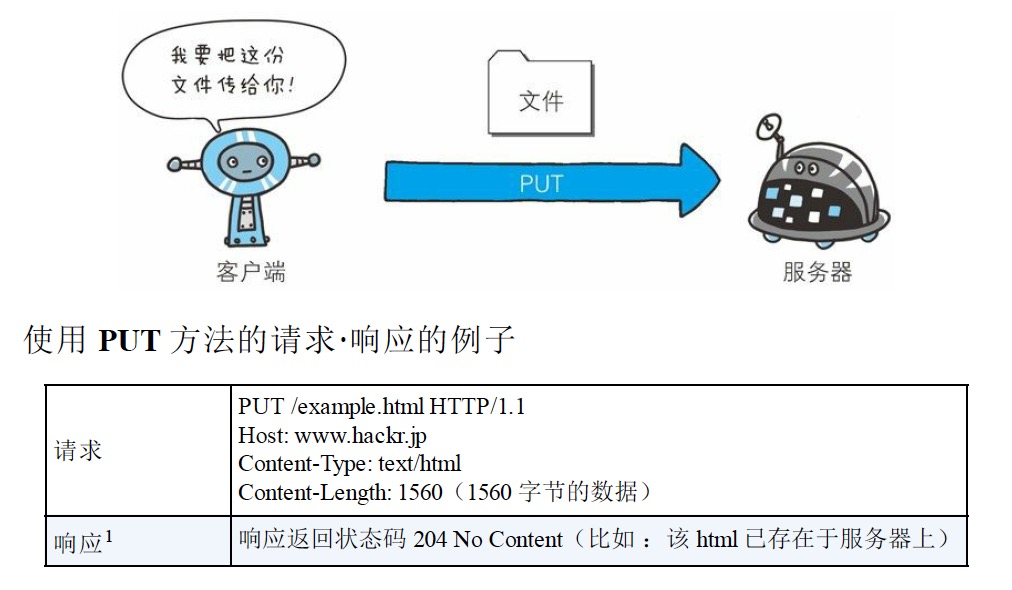 我要把这份
文件传给你!
文件
PUT
客户端
服务器
使用 PUT 方法的请求·响应的例子
请求
PUT /example.html HTTP/1.1
Host: www.hackr.jp
Content-Type: text/html
Content-Length: 1560（1560 字节的数据）
响应1
响应返回状态码 204 No Content（比如 ：该 html 已存在于服务器上）